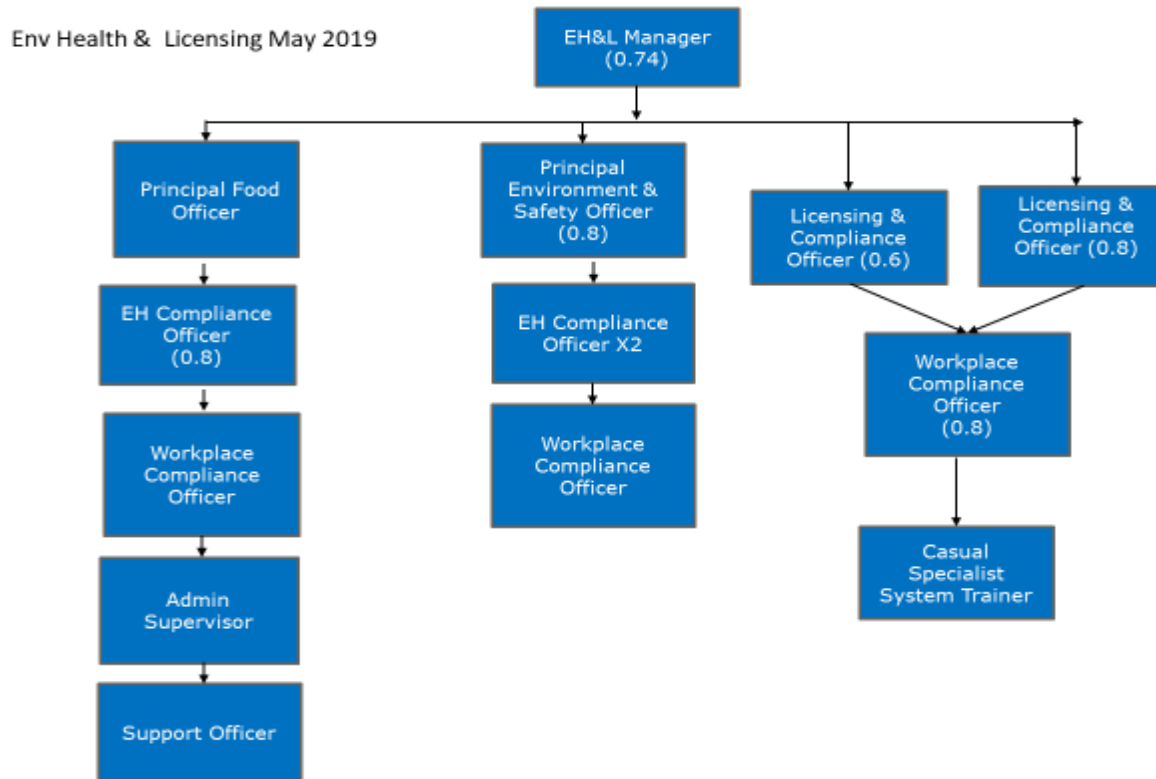 Env Health & Licensing May 2019
EH&L Manager
(0.74)
Principal Food
Officer
Principal
Environment &
Safety Officer
(0.8)
Licensing &
Compliance
Officer (0.6)
Licensing &
Compliance
Officer (0.8)
EH Compliance
Officer
(0.8)
EH Compliance
Officer X2
Workplace
Compliance
Officer
(0.8)
Workplace
Compliance
Officer
Workplace
Compliance
Officer
Casual
Specialist
System Trainer
Admin
Supervisor
Support Officer